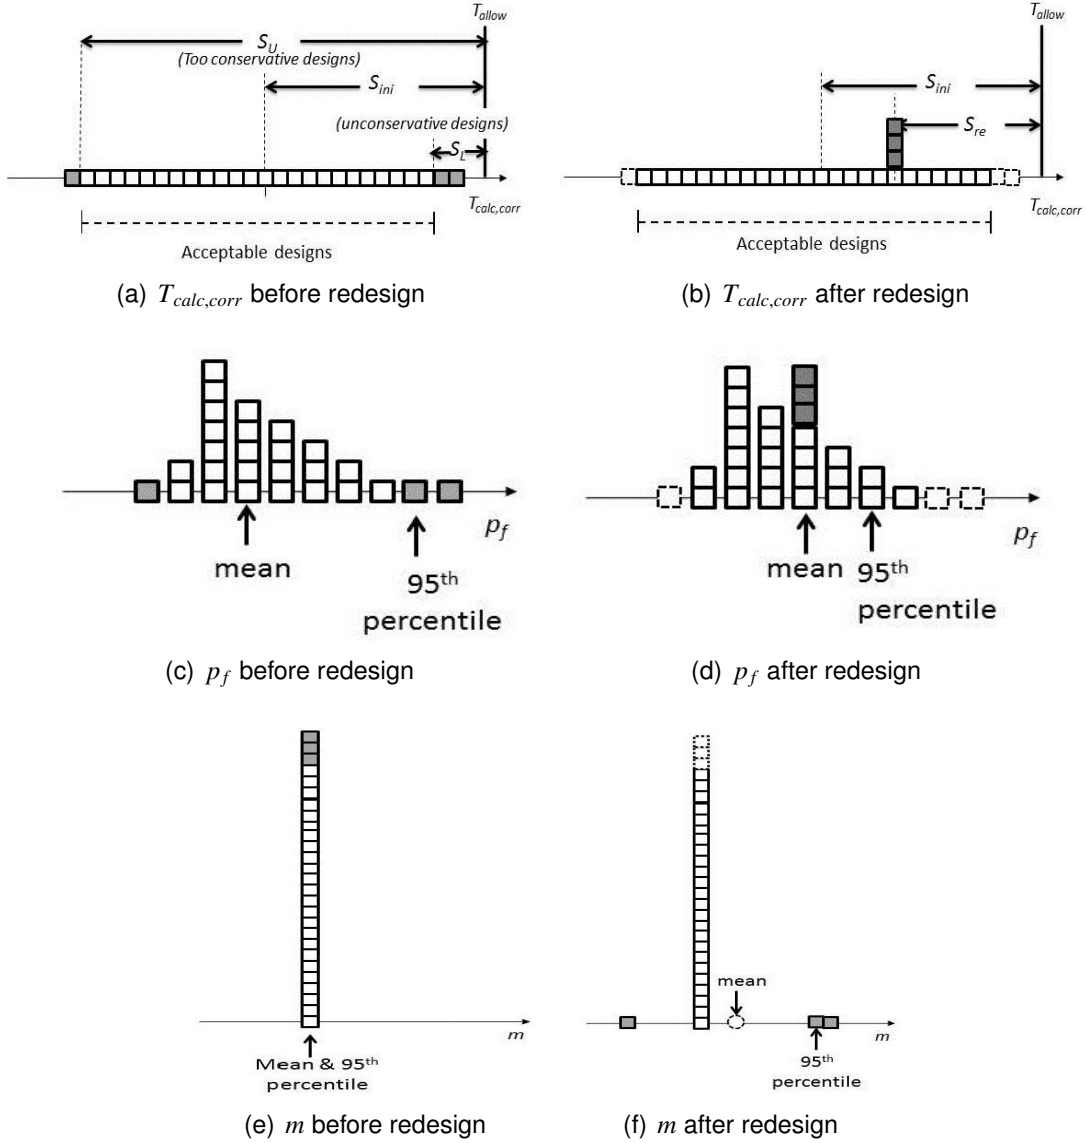 T_allow
S_U
(Too conservative designs)
S_ini
(unconservative designs)
S_L
T_calc,corr
Acceptable designs
(a) T_calc,corr before redesign
T_allow
S_ini
S_re
T_calc,corr
Acceptable designs
(b) T_calc,corr after redesign
p_f
mean
95th
percentile
(c) p_f before redesign
p_f
mean 95th
percentile
(d) p_f after redesign
m
Mean & 95th
percentile
(e) m before redesign
mean
m
95th
percentile
(f) m after redesign